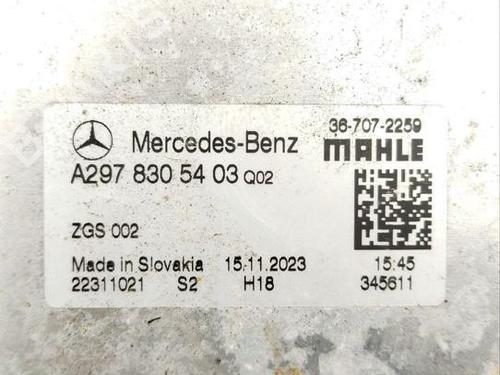 36-707-2259
Mercedes-Benz MAHLE
A297 830 54 03 Q02
ZGS 002
Made in Slovakia 15.11.2023 15:45
22311021 S2 H18 345611